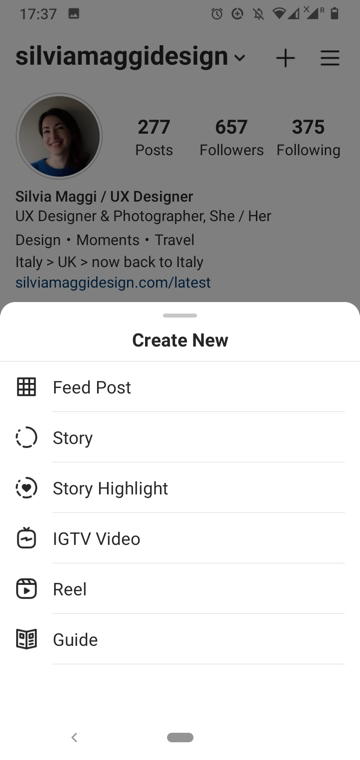 17:37
silviamaggidesign
277 657 375
Posts Followers Following
Silvia Maggi / UX Designer
UX Designer & Photographer, She / Her
Design • Moments • Travel
Italy > UK > now back to Italy
silviamaggidesign.com/latest
Create New
Feed Post
Story
Story Highlight
IGTV Video
Reel
Guide